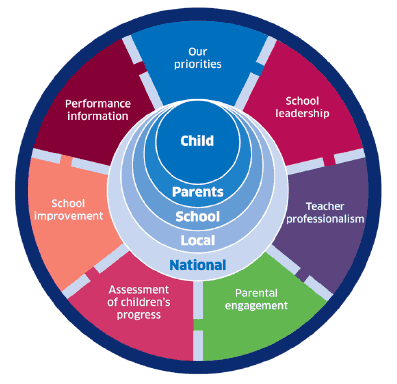 Our
priorities
School
leadership
Teacher
professionalism
Parental
engagement
Assessment
of children's
progress
School
improvement
Performance
information
Child
Parents
School
Local
National